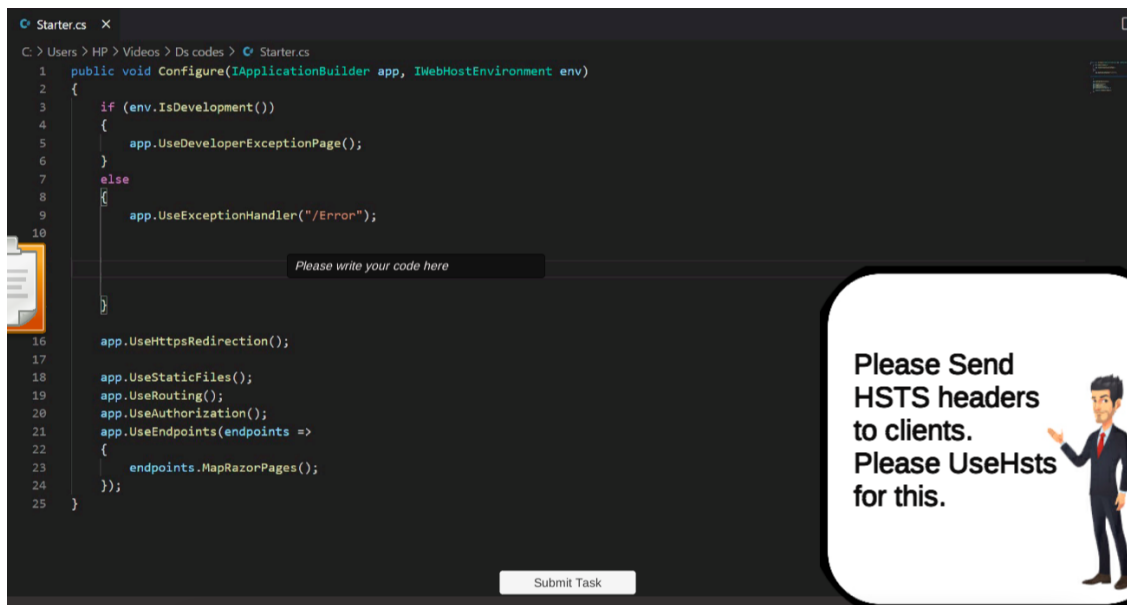 Starter.cs
C: > Users > HP > Videos > Ds codes > Starter.cs
1 public void Configure(IApplicationBuilder app, IWebHostEnvironment env)
2 {
3 if (env.IsDevelopment())
4 {
5 app.UseDeveloperExceptionPage();
6 }
7 else
8 {
9 app.UseExceptionHandler("/Error");
10
Please write your code here
}
16 app.UseHttpsRedirection();
17
18 app.UseStaticFiles();
19 app.UseRouting();
20 app.UseAuthorization();
21 app.UseEndpoints(endpoints =>
22 {
23 endpoints.MapRazorPages();
24 });
25 }
Please Send
HSTS headers
to clients.
Please UseHsts
for this.
Submit Task